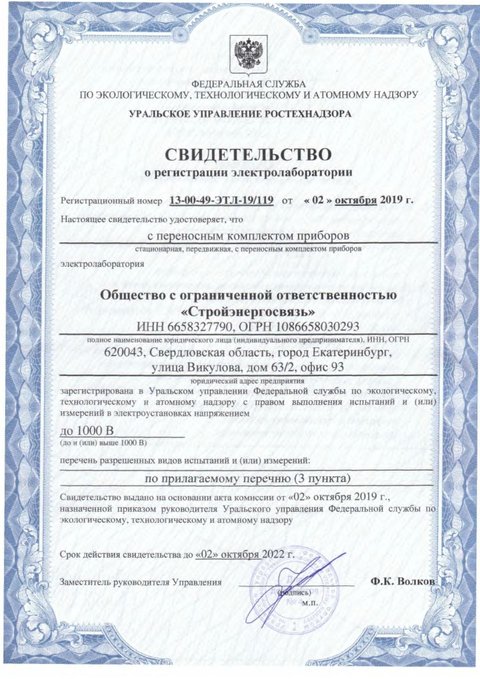 ФЕДЕРАЛЬНАЯ СЛУЖБА
ПО ЭКОЛОГИЧЕСКОМУ, ТЕХНОЛОГИЧЕСКОМУ И АТОМНОМУ НАДЗОРУ
УРАЛЬСКОЕ УПРАВЛЕНИЕ РОСТЕХНАДЗОРА
СВИДЕТЕЛЬСТВО
о регистрации электролаборатории
Регистрационный номер 13-00-49-ЭТЛ-19/119 от « 02 » октября 2019 г.
Настоящее свидетельство удостоверяет, что
с переносным комплектом приборов
стационарная, передвижная, с переносным комплектом приборов
электролаборатория
Общество с ограниченной ответственностью
«Стройэнергосвязь»
ИНН 6658327790, ОГРН 1086658030293
полное наименование юридического лица (индивидуального предпринимателя), ИНН, ОГРН
620043, Свердловская область, город Екатеринбург,
улица Викулова, дом 63/2, офис 93
юридический адрес предприятия
зарегистрирована в Уральском управлении Федеральной службы по экологическому,
технологическому и атомному надзору с правом выполнения испытаний и (или)
измерений в электроустановках напряжением
до 1000 В
(до и (или) выше 1000 В)
перечень разрешенных видов испытаний и (или) измерений:
по прилагаемому перечню (3 пункта)
Свидетельство выдано на основании акта комиссии от «02» октября 2019 г.,
назначенной приказом руководителя Уральского управления Федеральной службы по
экологическому, технологическому и атомному надзору
Срок действия свидетельства до «02» октября 2022 г.
Заместитель руководителя Управления Ф.К. Волков
(подпись)
м.п.